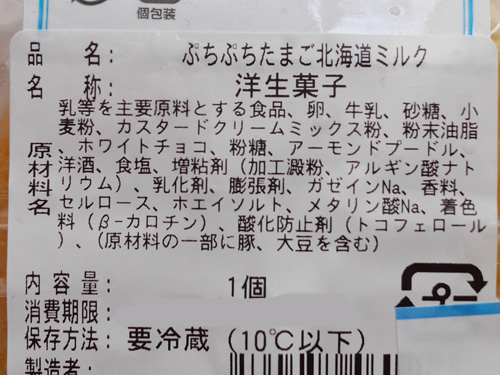 個包装
品名: ぷちぷちたまご北海道ミルク
名称: 洋生菓子
原材料名
乳等を主要原料とする食品、卵、牛乳、砂糖、小
麦粉、カスタードクリームミックス粉、粉末油脂
、ホワイトチョコ、粉糖、アーモンドプードル、
洋酒、食塩、増粘剤（加工澱粉、アルギン酸ナト
リウム）、乳化剤、膨張剤、ガゼインNa、香料、
セルロース、ホエイソルト、メタリン酸Na、着色
料（β-カロチン）、酸化防止剤（トコフェロール
）、（原材料の一部に豚、大豆を含む）
内容量: 1個
消費期限:
保存方法: 要冷蔵（10℃以下）
製造者: